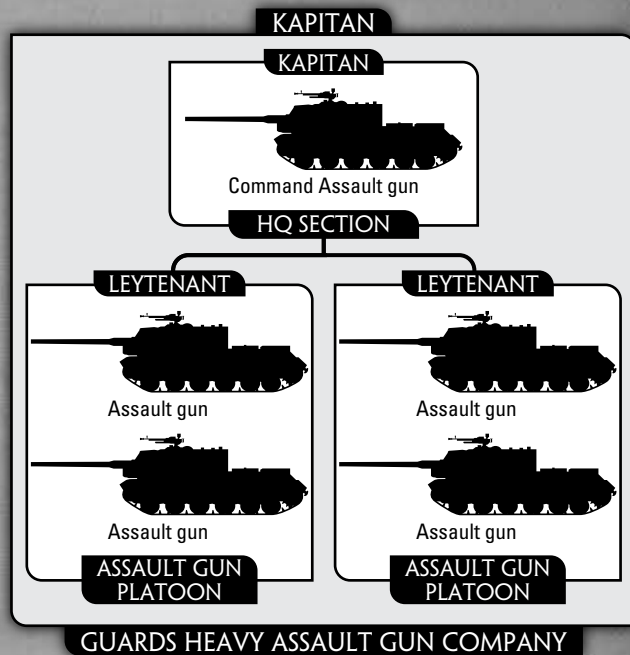 KAPITAN
KAPITAN
Command Assault gun
HQ SECTION
LEYTENANT
Assault gun
Assault gun
ASSAULT GUN
PLATOON
LEYTENANT
Assault gun
Assault gun
ASSAULT GUN
PLATOON
GUARDS HEAVY ASSAULT GUN COMPANY